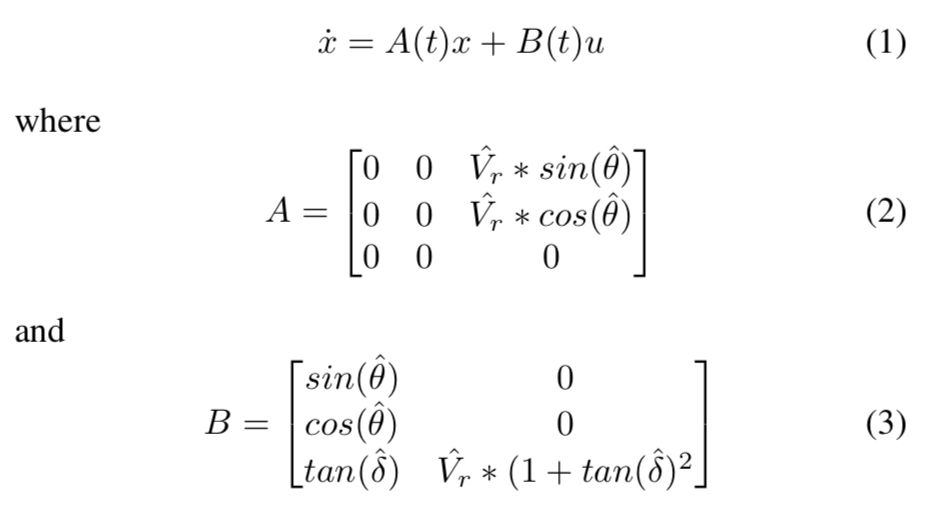 ẋ = A(t)x + B(t)u (1)
where
A = [0 0 V̂_r * sin(θ̂)
0 0 V̂_r * cos(θ̂)
0 0 0] (2)
and
B = [sin(θ̂) 0
cos(θ̂) 0
tan(δ̂) V̂_r * (1 + tan(δ̂)²] (3)